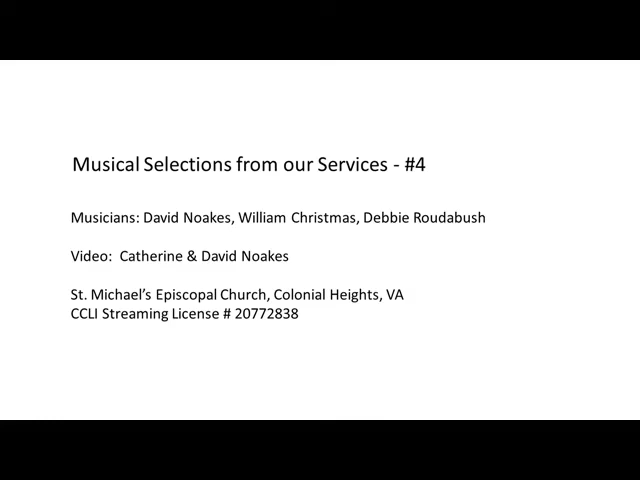 Musical Selections from our Services - #4
Musicians: David Noakes, William Christmas, Debbie Roudabush
Video:  Catherine & David Noakes
St. Michael’s Episcopal Church, Colonial Heights, VA
CCLI Streaming License # 20772838